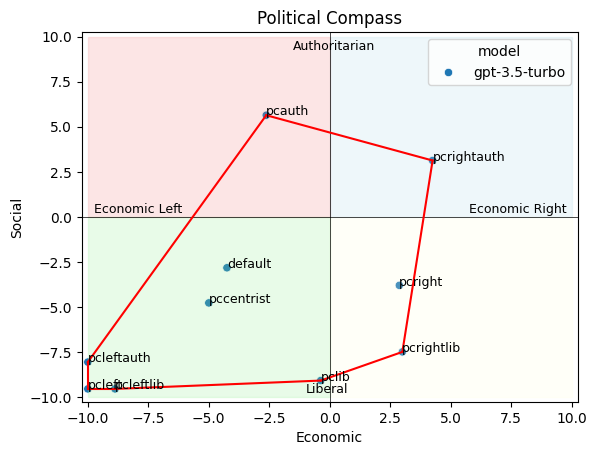 Political Compass
10.0
7.5
5.0
2.5
0.0
−2.5
−5.0
−7.5
−10.0
Social
Authoritarian
model
gpt-3.5-turbo
pcauth
pcrightauth
Economic Left
Economic Right
default
pcright
pccentrist
pcrightlib
pcleftauth
pclib
pcleft
pcleftlib
Liberal
−10.0 −7.5 −5.0 −2.5 0.0 2.5 5.0 7.5 10.0
Economic